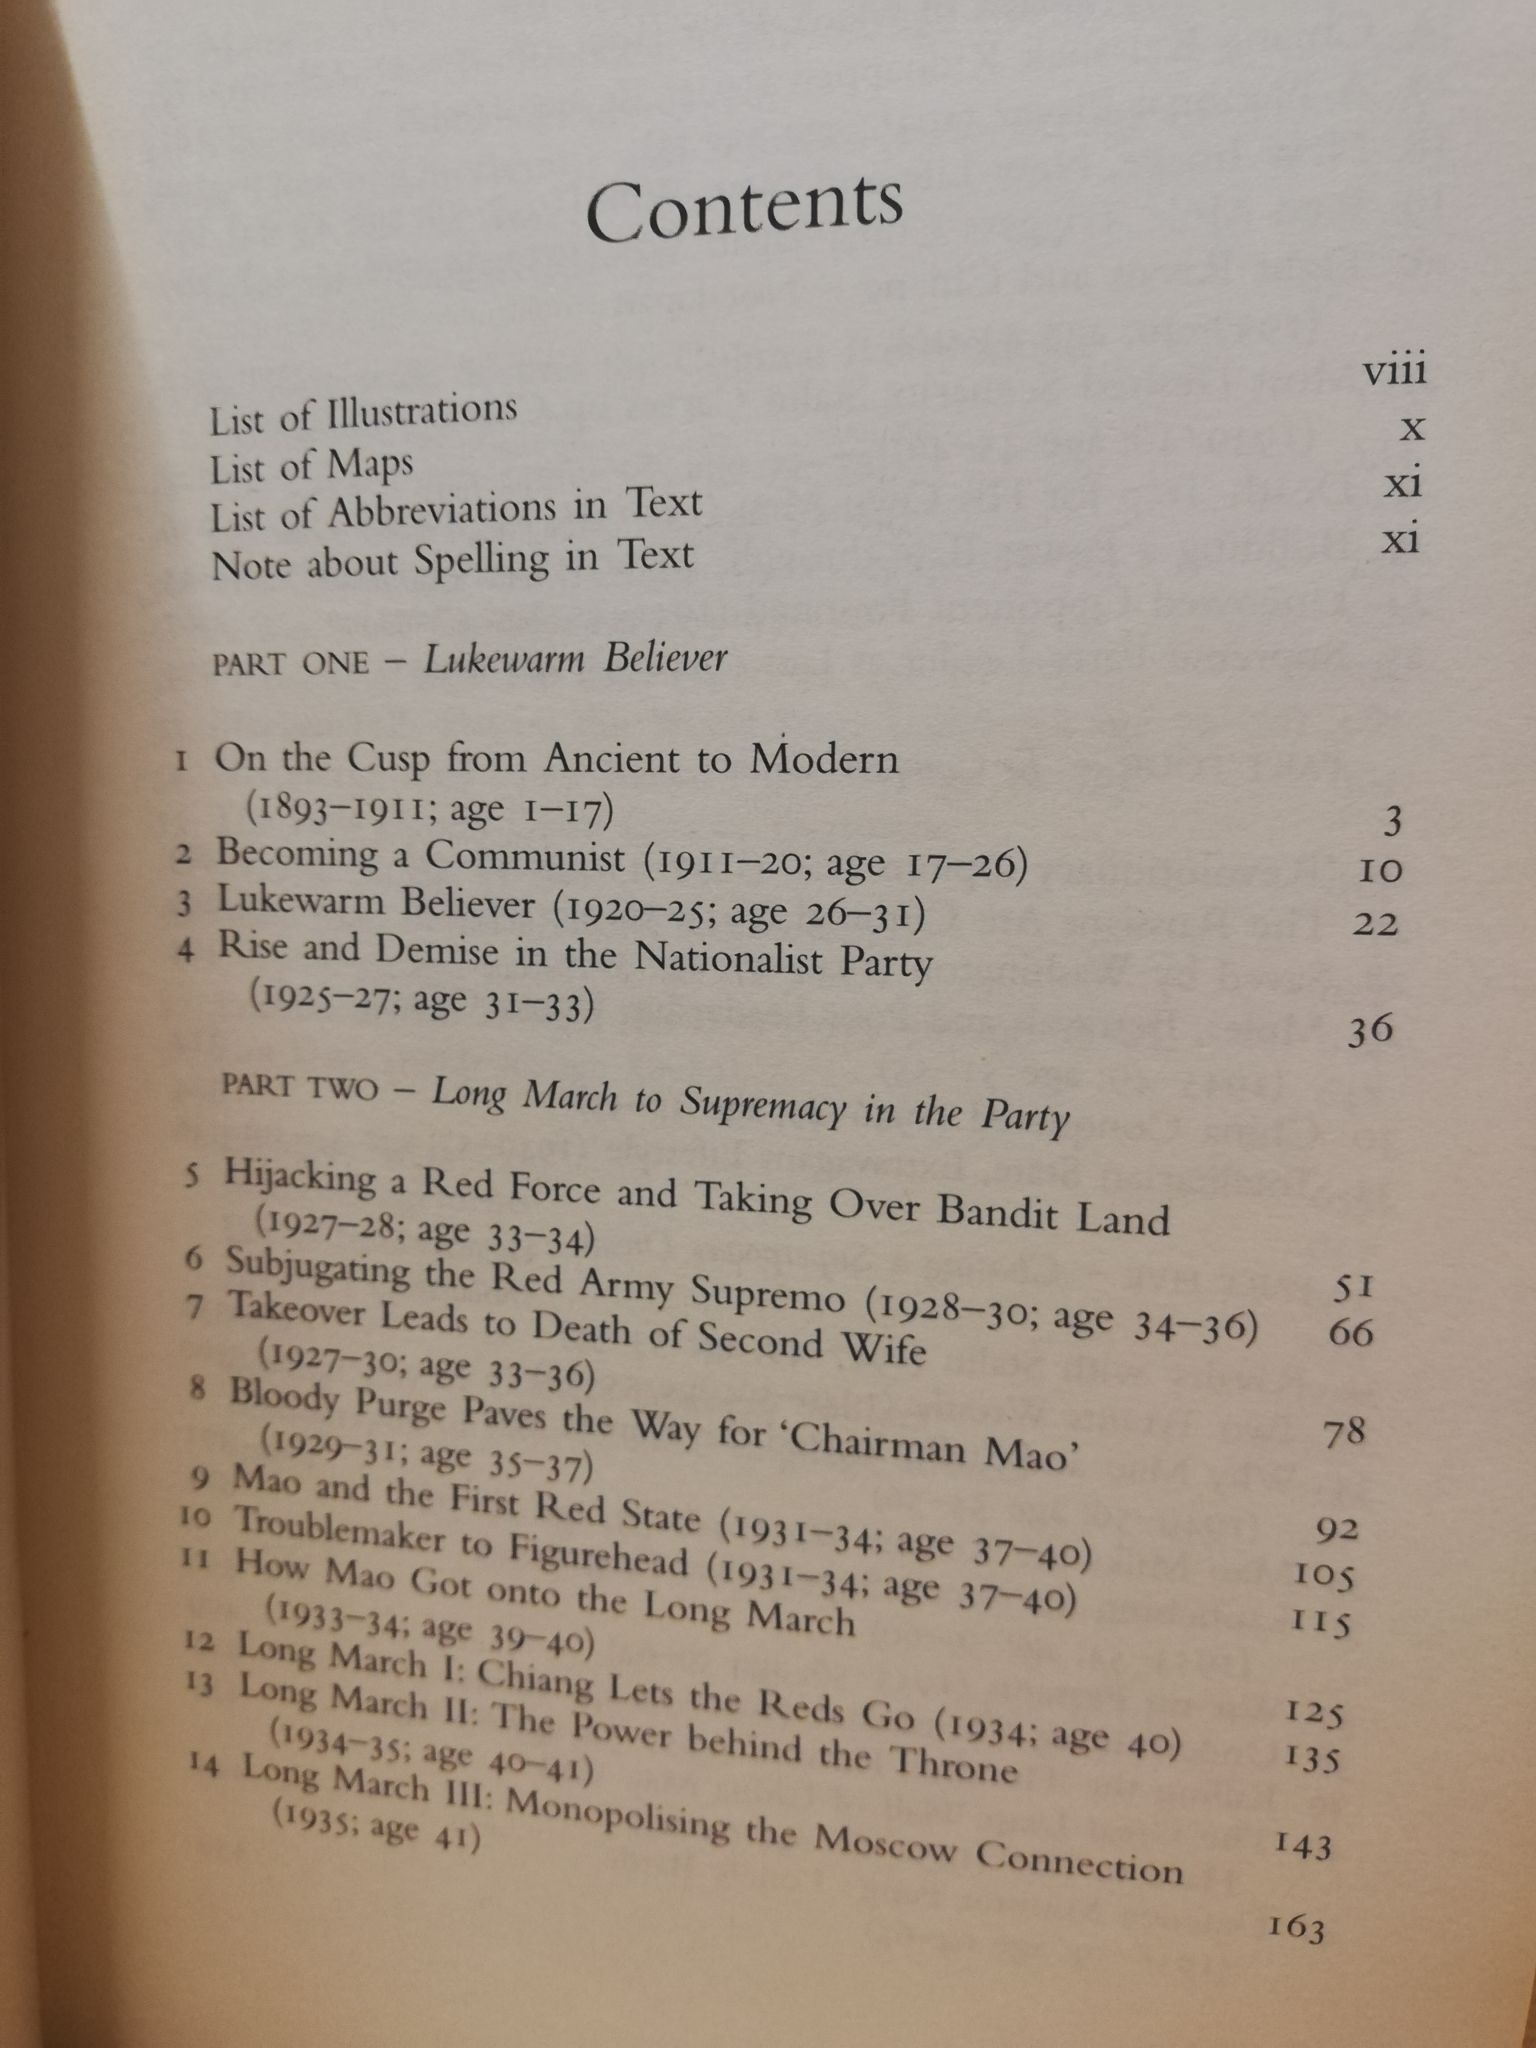 Contents
List of Illustrations viii
List of Maps x
List of Abbreviations in Text xi
Note about Spelling in Text xi
PART ONE – Lukewarm Believer
1 On the Cusp from Ancient to Modern
(1893–1911; age 1–17) 3
2 Becoming a Communist (1911–20; age 17–26) 10
3 Lukewarm Believer (1920–25; age 26–31) 22
4 Rise and Demise in the Nationalist Party
(1925–27; age 31–33) 36
PART TWO – Long March to Supremacy in the Party
5 Hijacking a Red Force and Taking Over Bandit Land
(1927–28; age 33–34) 51
6 Subjugating the Red Army Supremo (1928–30; age 34–36) 66
7 Takeover Leads to Death of Second Wife
(1927–30; age 33–36) 78
8 Bloody Purge Paves the Way for ‘Chairman Mao’
(1929–31; age 35–37) 92
9 Mao and the First Red State (1931–34; age 37–40) 105
10 Troublemaker to Figurehead (1931–34; age 37–40) 115
11 How Mao Got onto the Long March
(1933–34; age 39–40) 125
12 Long March I: Chiang Lets the Reds Go (1934; age 40) 135
13 Long March II: The Power behind the Throne
(1934–35; age 40–41) 143
14 Long March III: Monopolising the Moscow Connection
(1935; age 41) 163